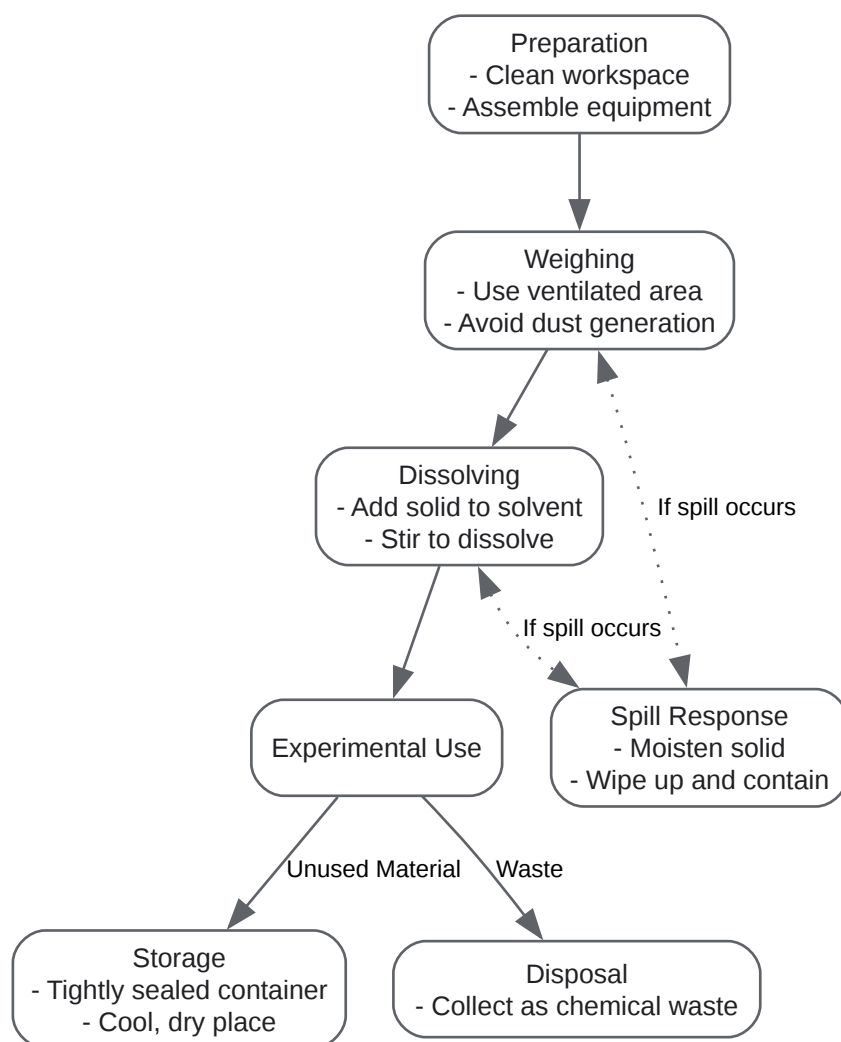 Preparation
- Clean workspace
- Assemble equipment
Weighing
- Use ventilated area
- Avoid dust generation
Dissolving
- Add solid to solvent
- Stir to dissolve
If spill occurs
If spill occurs
Experimental Use
Spill Response
- Moisten solid
- Wipe up and contain
Unused Material
Waste
Storage
- Tightly sealed container
- Cool, dry place
Disposal
- Collect as chemical waste